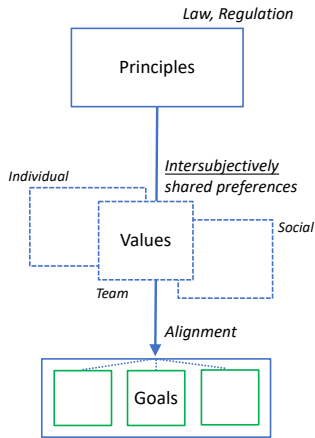 Law, Regulation
Principles
Intersubjectively
shared preferences
Individual
Values
Social
Team
Alignment
Goals